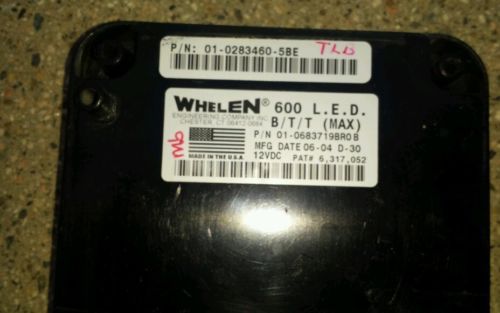 P/N: 01-0283460-5BE TLD
WHELEN® 600 L.E.D.
ENGINEERING COMPANY INC
CHESTER, CT 06412-0684
B/T/T (MAX)
P/N 01-0683719BR0B
MFG DATE 06-04 D-30
MADE IN THE U.S.A 12VDC PAT# 6,317,052
mb